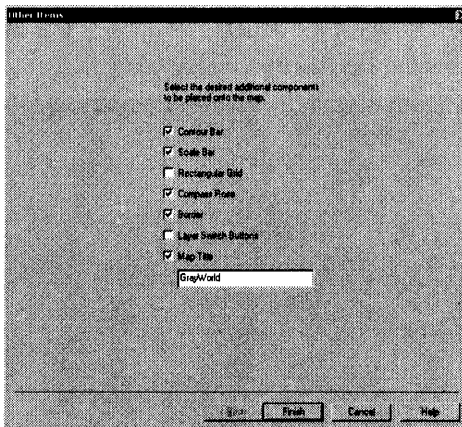 Other Items
Select the desired additional components
to be placed onto the map.
Contour Bar
Scale Bar
Rectangular Grid
Compass Rose
Border
Layer Switch Buttons
Map Title
GrayWorld
Back
Finish
Cancel
Help